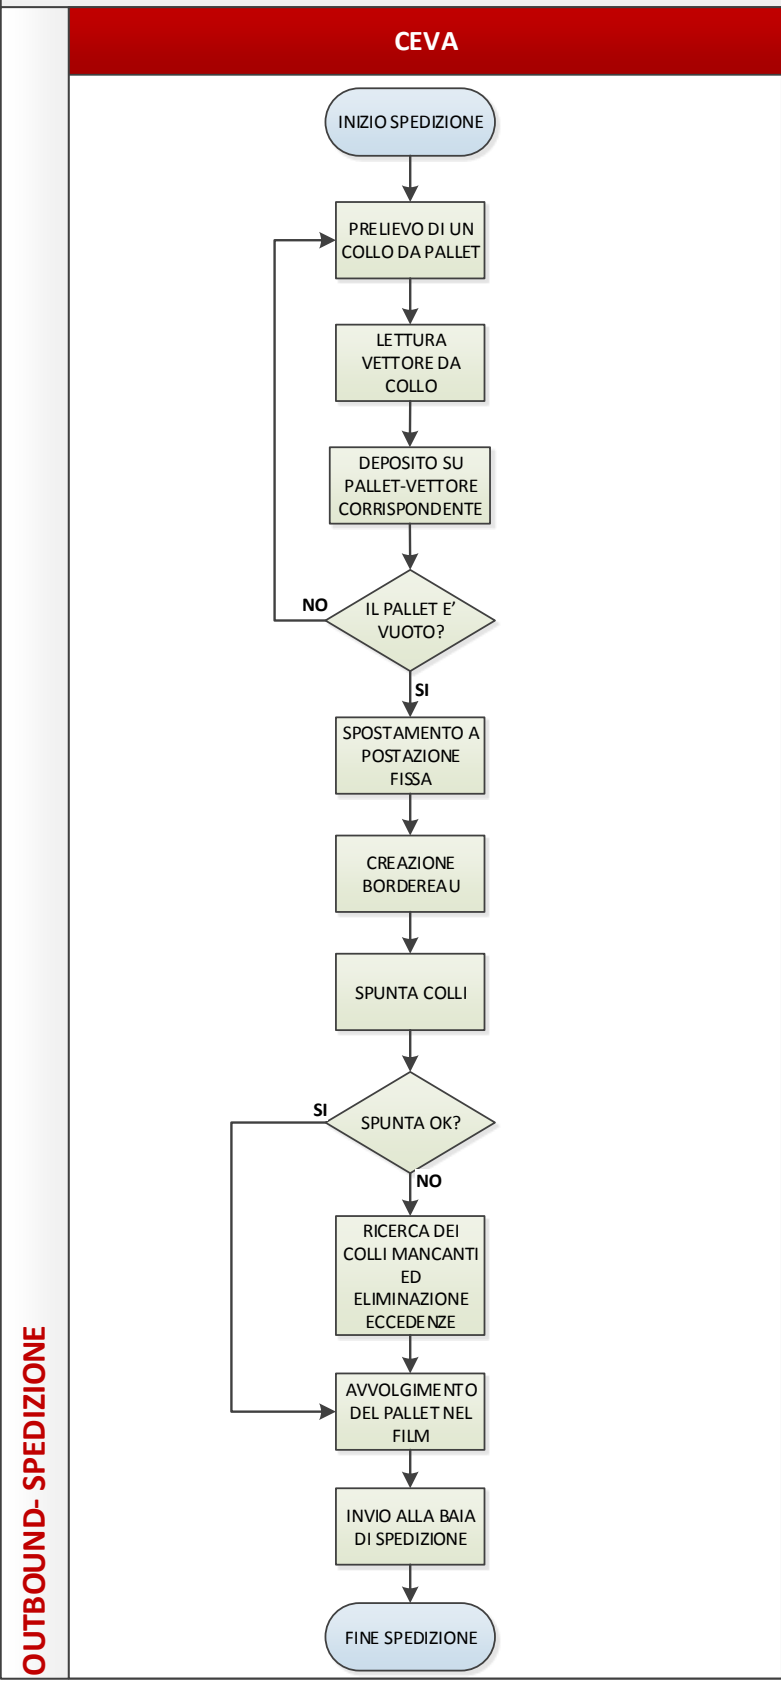 CEVA
INIZIO SPEDIZIONE
PRELIEVO DI UN
COLLO DA PALLET
LETTURA
VETTORE DA
COLLO
DEPOSITO SU
PALLET-VETTORE
CORRISPONDENTE
NO
IL PALLET E’
VUOTO?
SI
SPOSTAMENTO A
POSTAZIONE
FISSA
CREAZIONE
BORDEREAU
SPUNTA COLLI
SI
SPUNTA OK?
NO
RICERCA DEI
COLLI MANCANTI
ED
ELIMINAZIONE
ECCEDENZE
AVVOLGIMENTO
DEL PALLET NEL
FILM
INVIO ALLA BAIA
DI SPEDIZIONE
FINE SPEDIZIONE
OUTBOUND- SPEDIZIONE